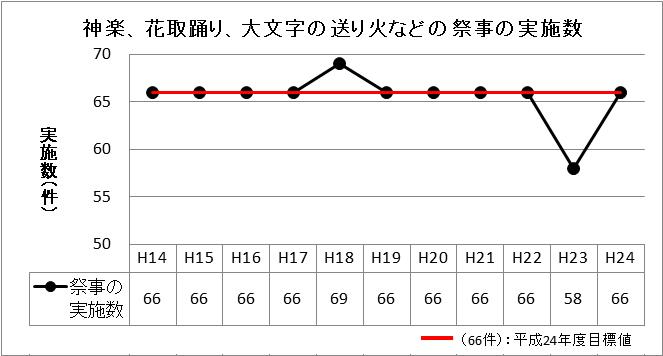 神楽、花取踊り、大文字の送り火などの祭事の実施数
70
65
60
55
50
実施数(件)
H14 H15 H16 H17 H18 H19 H20 H21 H22 H23 H24
祭事の
実施数
66 66 66 66 69 66 66 66 66 58 66
（66件）：平成24年度目標値